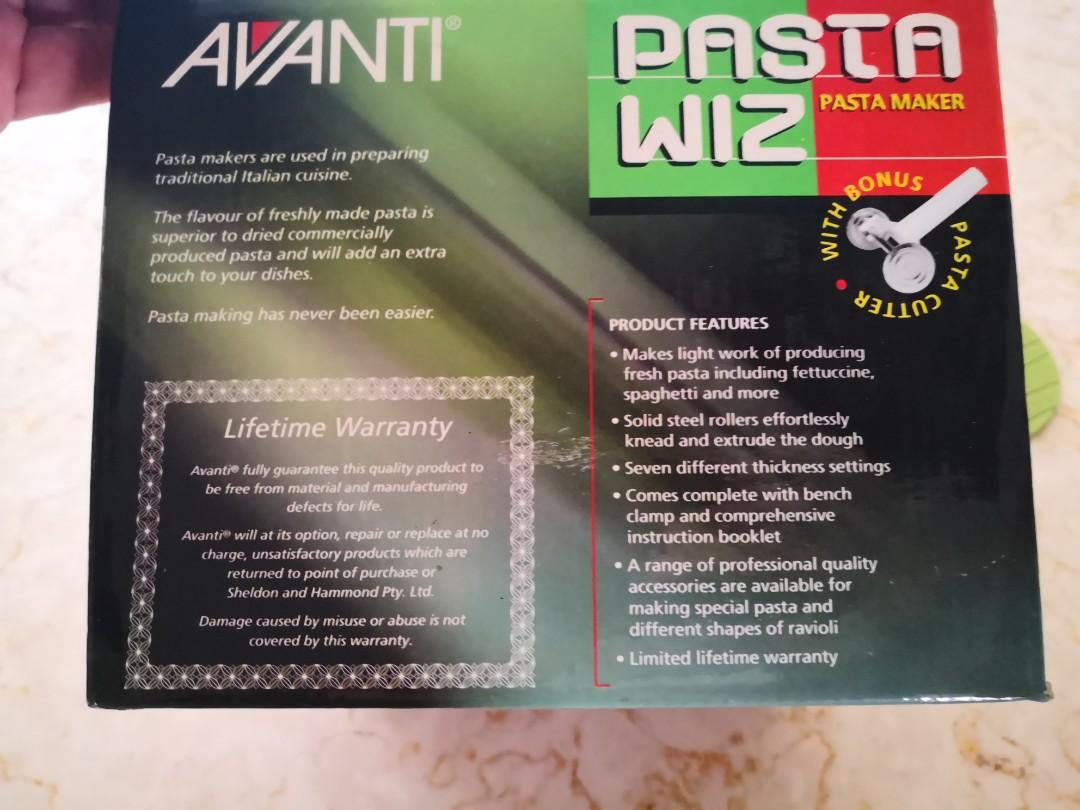 AVANTI®
Pasta makers are used in preparing
traditional Italian cuisine.
The flavour of freshly made pasta is
superior to dried commercially
produced pasta and will add an extra
touch to your dishes.
Pasta making has never been easier.
Lifetime Warranty
Avanti® fully guarantee this quality product to
be free from material and manufacturing
defects for life.
Avanti® will at its option, repair or replace at no
charge, unsatisfactory products which are
returned to point of purchase or
Sheldon and Hammond Pty. Ltd.
Damage caused by misuse or abuse is not
covered by this warranty.
PASTA
WIZ
PASTA MAKER
WITH BONUS PASTA CUTTER •
PRODUCT FEATURES
• Makes light work of producing
fresh pasta including fettuccine,
spaghetti and more
• Solid steel rollers effortlessly
knead and extrude the dough
• Seven different thickness settings
• Comes complete with bench
clamp and comprehensive
instruction booklet
• A range of professional quality
accessories are available for
making special pasta and
different shapes of ravioli
• Limited lifetime warranty